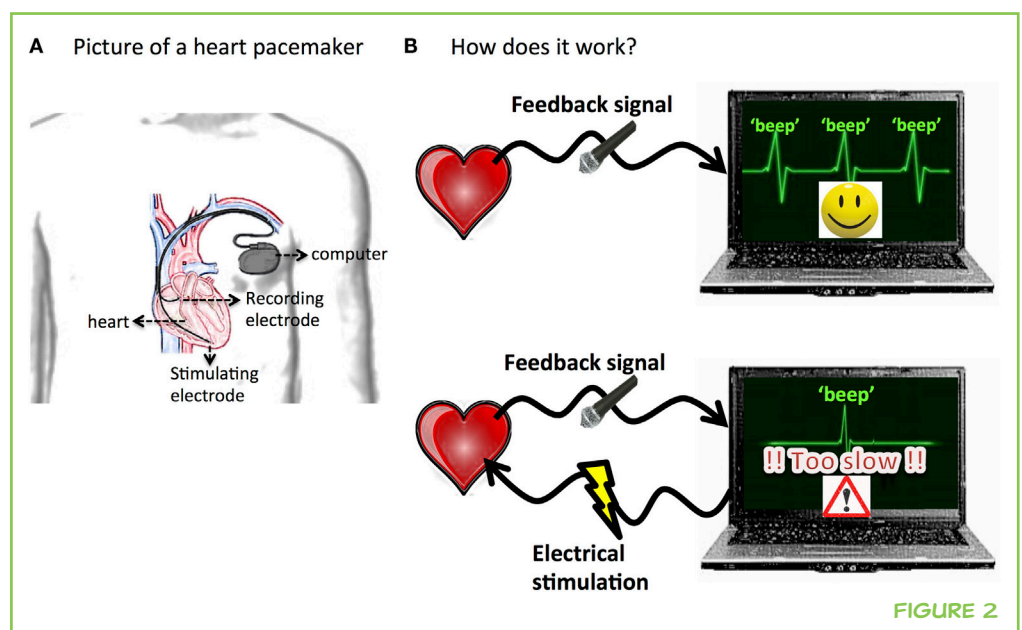 A Picture of a heart pacemaker
computer
Recording
electrode
heart
Stimulating
electrode
B How does it work?
Feedback signal
'beep' 'beep' 'beep'
Feedback signal
'beep'
!! Too slow !!
!
Electrical
stimulation
FIGURE 2